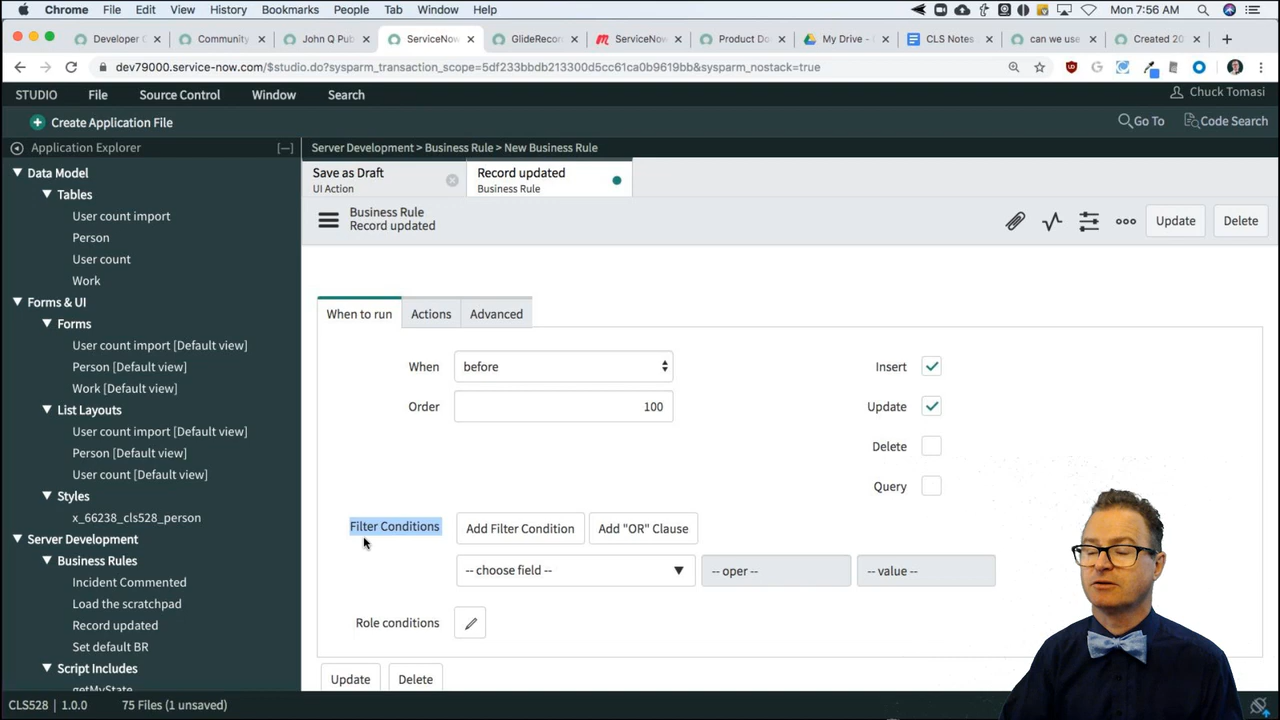 Chrome File Edit View History Bookmarks People Tab Window Help Mon 7:56 AM
Developer C Community John Q Pub ServiceNow GlideRecor ServiceNow Product Do My Drive - CLS Notes can we use Created 20
dev79000.service-now.com/$studio.do?sysparm_transaction_scope=5df233bbdb213300d5cc61ca0b9619bb&sysparm_nostack=true
STUDIO File Source Control Window Search Chuck Tomasi
Create Application File Go To Code Search
Application Explorer [—]
Server Development > Business Rule > New Business Rule
Data Model
Tables
User count import
Person
User count
Work
Forms & UI
Forms
User count import [Default view]
Person [Default view]
Work [Default view]
List Layouts
User count import [Default view]
Person [Default view]
User count [Default view]
Styles
x_66238_cls528_person
Server Development
Business Rules
Incident Commented
Load the scratchpad
Record updated
Set default BR
Script Includes
getMyState
Save as Draft
UI Action
Record updated
Business Rule
Business Rule
Record updated
Update Delete
When to run Actions Advanced
When before Insert
Order 100 Update
Delete
Query
Filter Conditions Add Filter Condition Add "OR" Clause
-- choose field -- -- oper -- -- value --
Role conditions
Update Delete
CLS528 | 1.0.0 75 Files (1 unsaved)